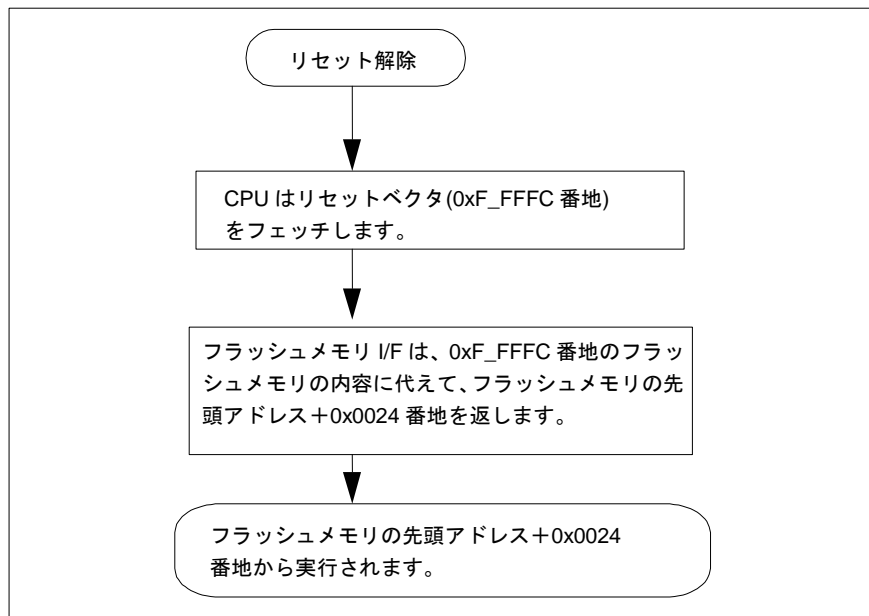 リセット解除
CPU はリセットベクタ(0xF_FFFC 番地)
をフェッチします。
フラッシュメモリ I/F は、0xF_FFFC 番地のフラッ
シュメモリの内容に代えて、フラッシュメモリの先
頭アドレス＋0x0024 番地を返します。
フラッシュメモリの先頭アドレス＋0x0024
番地から実行されます。